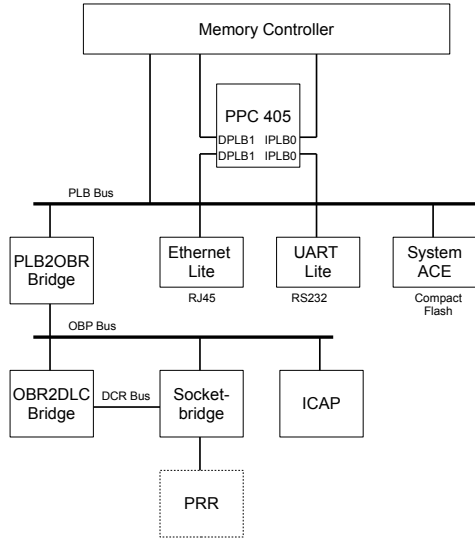 Memory Controller
PPC 405
DPLB1 IPLB0
DPLB1 IPLB0
PLB Bus
PLB2OBR
Bridge
Ethernet
Lite
UART
Lite
System
ACE
RJ45
RS232
Compact
Flash
OBP Bus
OBR2DLC
Bridge
DCR Bus
Socket-
bridge
ICAP
PRR